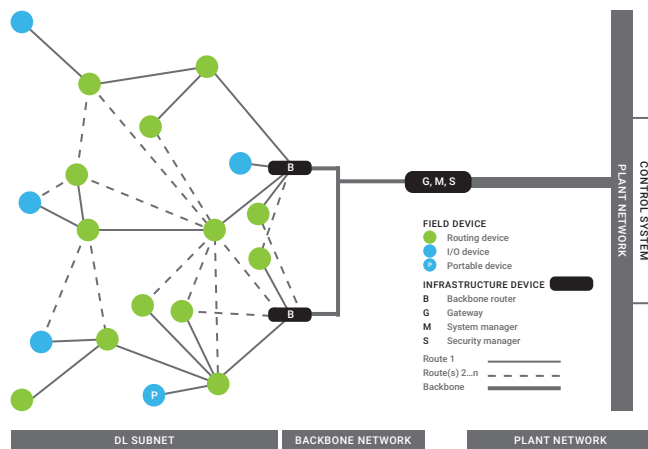 B
G, M, S
PLANT NETWORK
CONTROL SYSTEM
FIELD DEVICE
Routing device
I/O device
P Portable device
INFRASTRUCTURE DEVICE
B Backbone router
G Gateway
M System manager
S Security manager
B
Route 1
Route(s) 2...n
Backbone
P
DL SUBNET
BACKBONE NETWORK
PLANT NETWORK